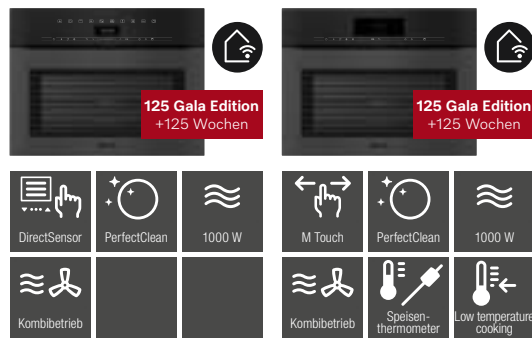 125 Gala Edition
+125 Wochen
125 Gala Edition
+125 Wochen
DirectSensor
PerfectClean
1000 W
Kombibetrieb
M Touch
PerfectClean
1000 W
Kombibetrieb
Speisen-
thermometer
Low temperature
cooking